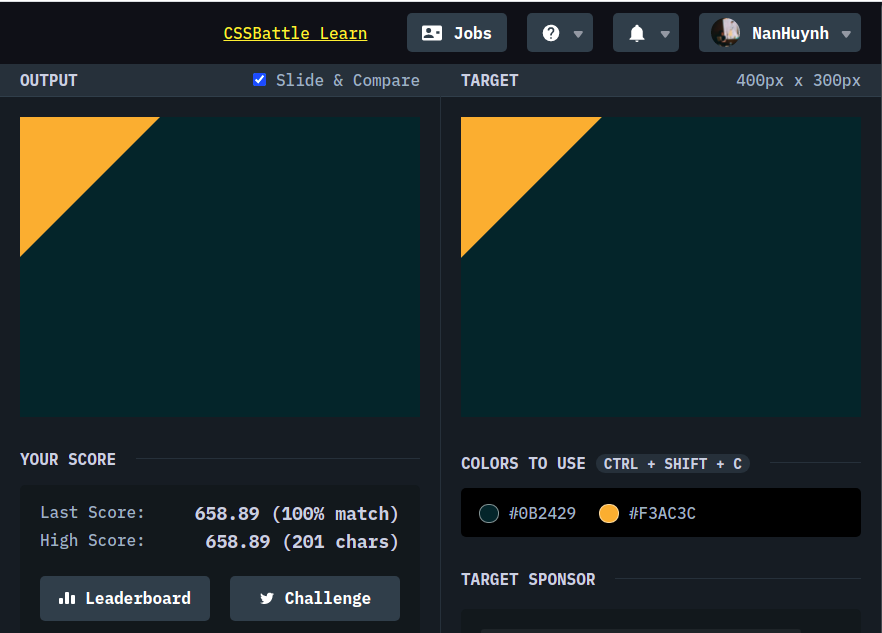 CSSBattle Learn Jobs NanHuynh
OUTPUT Slide & Compare TARGET 400px x 300px
YOUR SCORE
COLORS TO USE CTRL + SHIFT + C
Last Score: 658.89 (100% match)
#0B2429 #F3AC3C
High Score: 658.89 (201 chars)
TARGET SPONSOR
Leaderboard Challenge